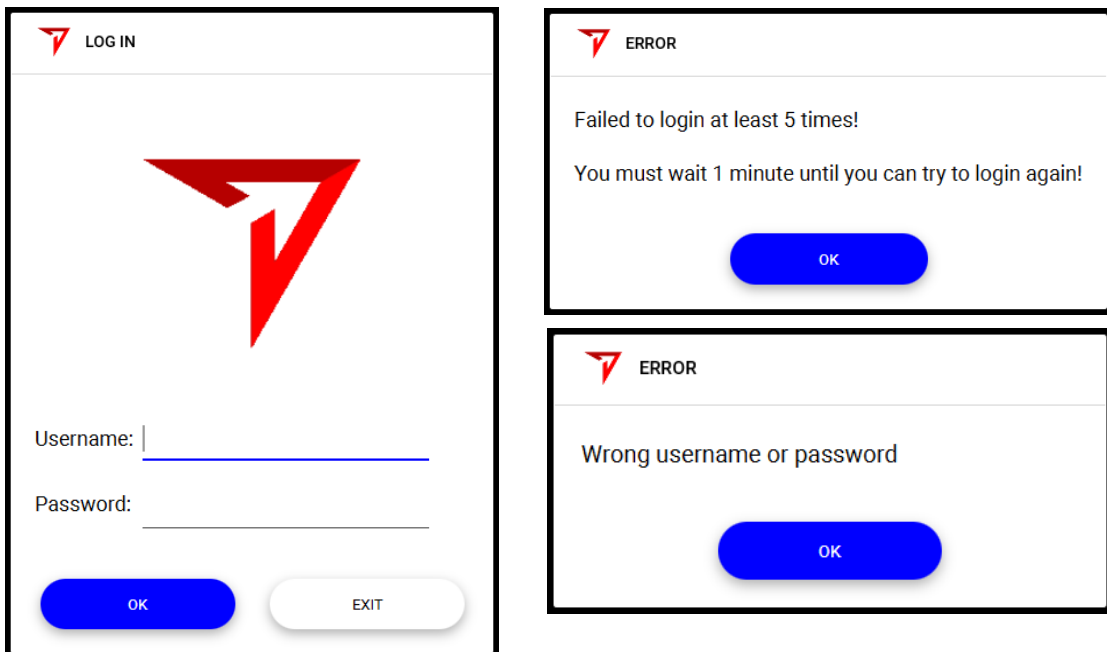 LOG IN
Username:
Password:
OK
EXIT
ERROR
Failed to login at least 5 times!
You must wait 1 minute until you can try to login again!
OK
ERROR
Wrong username or password
OK